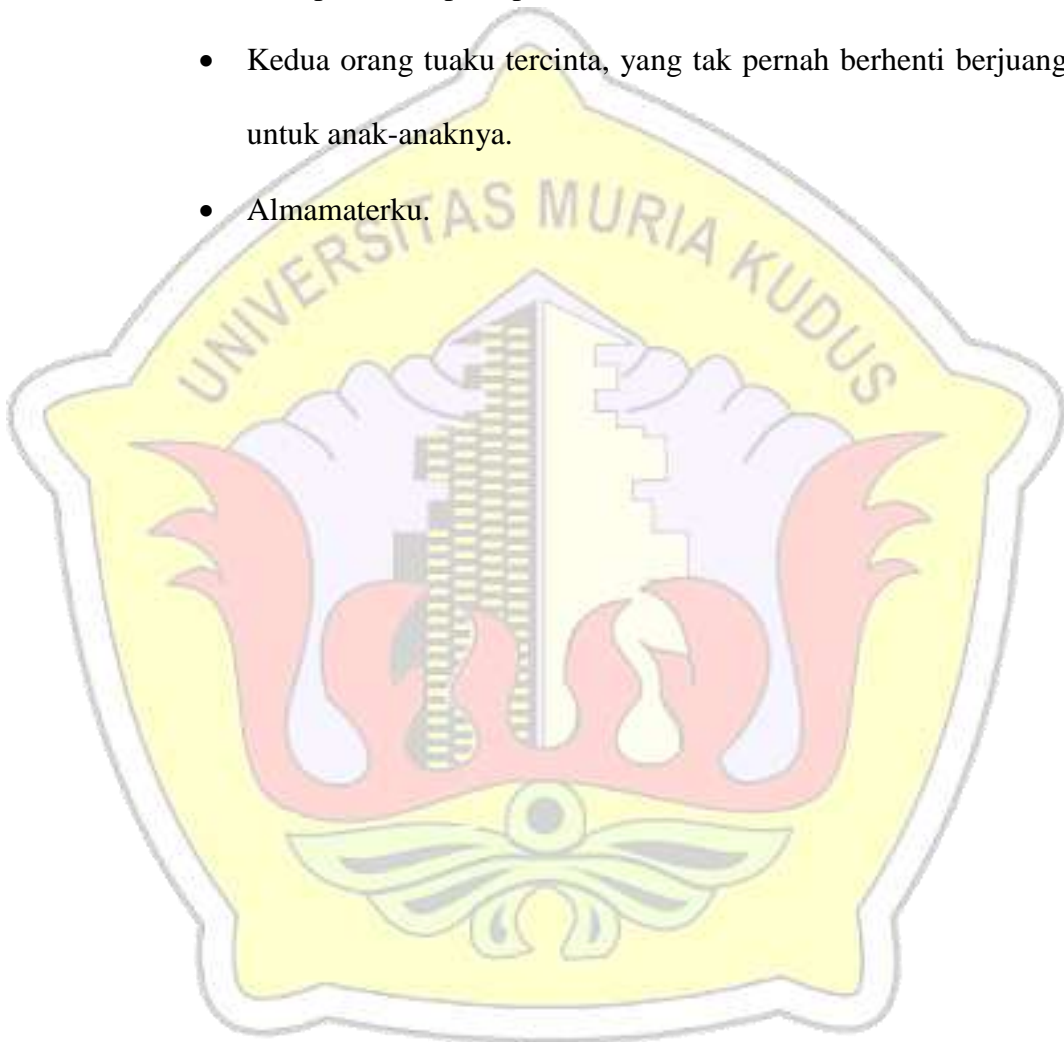 • Kedua orang tuaku tercinta, yang tak pernah berhenti berjuang
untuk anak-anaknya.
• Almamaterku.
UNIVERSITAS MURIA KUDUS